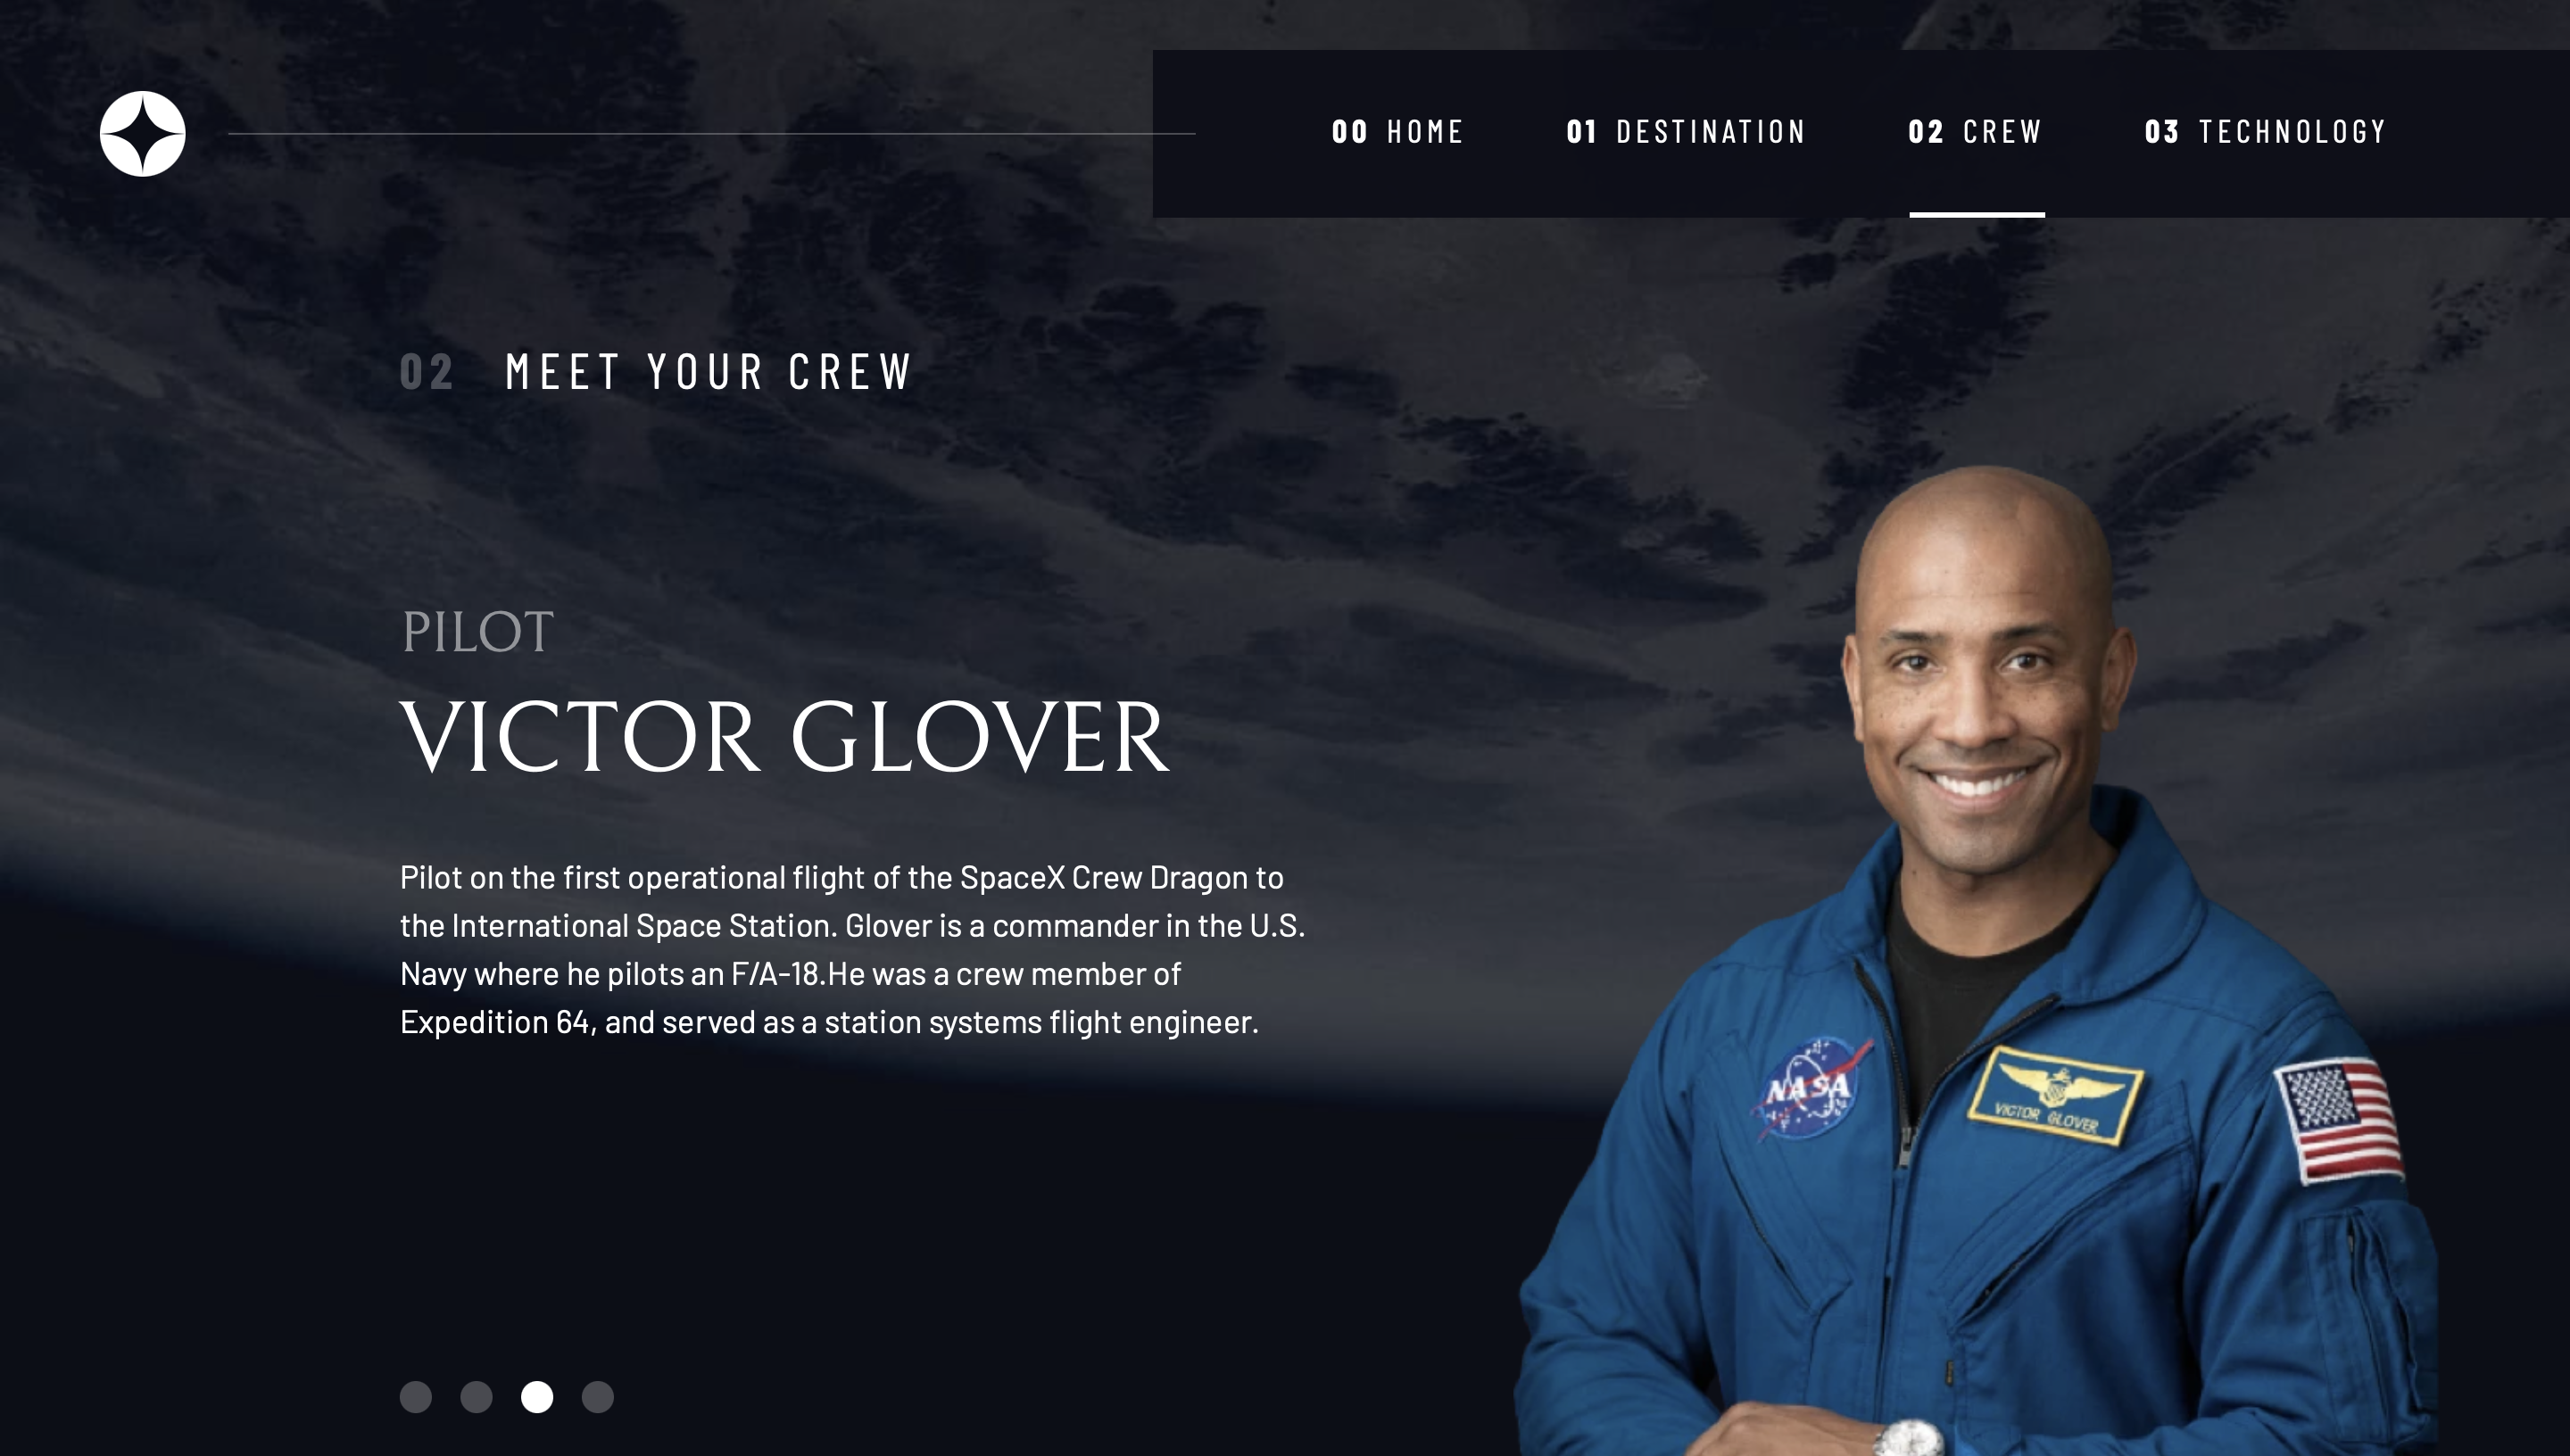 00 HOME 01 DESTINATION 02 CREW 03 TECHNOLOGY
02 MEET YOUR CREW
PILOT
VICTOR GLOVER
Pilot on the first operational flight of the SpaceX Crew Dragon to
the International Space Station. Glover is a commander in the U.S.
Navy where he pilots an F/A-18.He was a crew member of
Expedition 64, and served as a station systems flight engineer.
NASA
VICTOR GLOVER